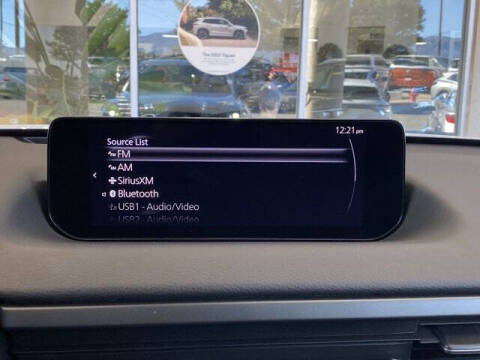 12:21 pm
Source List
FM
AM
SiriusXM
Bluetooth
USB1 - Audio/Video
USB2 - Audio/Video